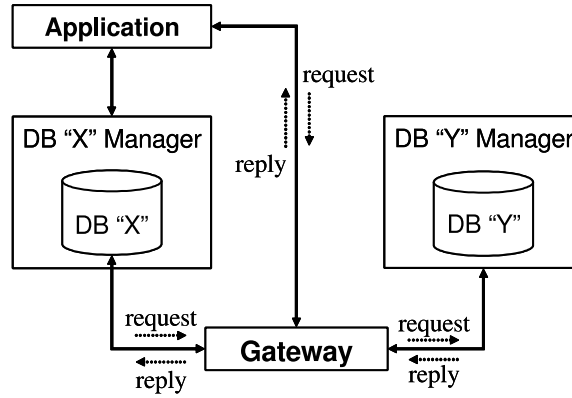 Application
request
reply
DB “X” Manager
DB “X”
DB “Y” Manager
DB “Y”
request
reply
Gateway
request
reply